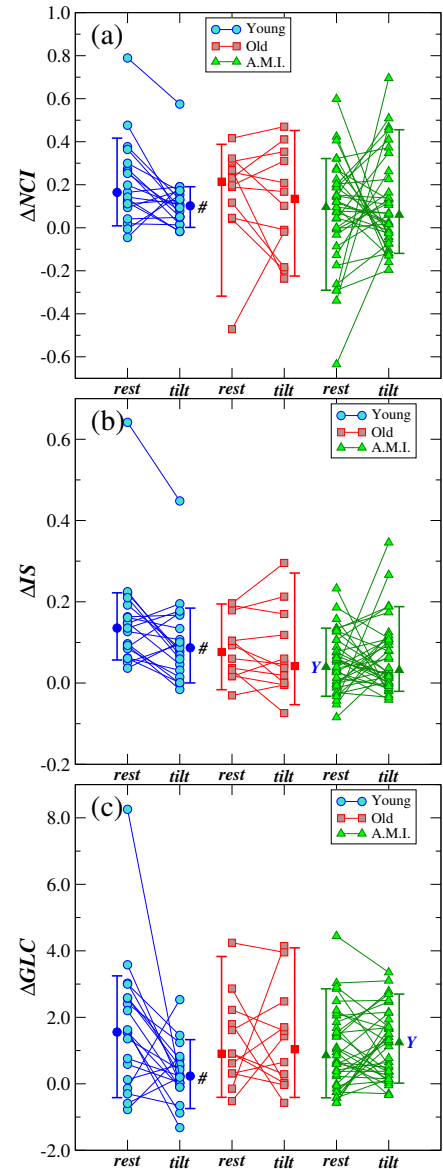 (a)
Young
Old
A.M.I.
1.0
0.8
0.6
0.4
0.2
0.0
-0.2
-0.4
-0.6
ΔNCI
#
rest tilt rest tilt rest tilt
(b)
Young
Old
A.M.I.
0.6
0.4
0.2
0.0
-0.2
ΔIS
#
Y
rest tilt rest tilt rest tilt
(c)
Young
Old
A.M.I.
8.0
6.0
4.0
2.0
0.0
-2.0
ΔGLC
#
Y
rest tilt rest tilt rest tilt